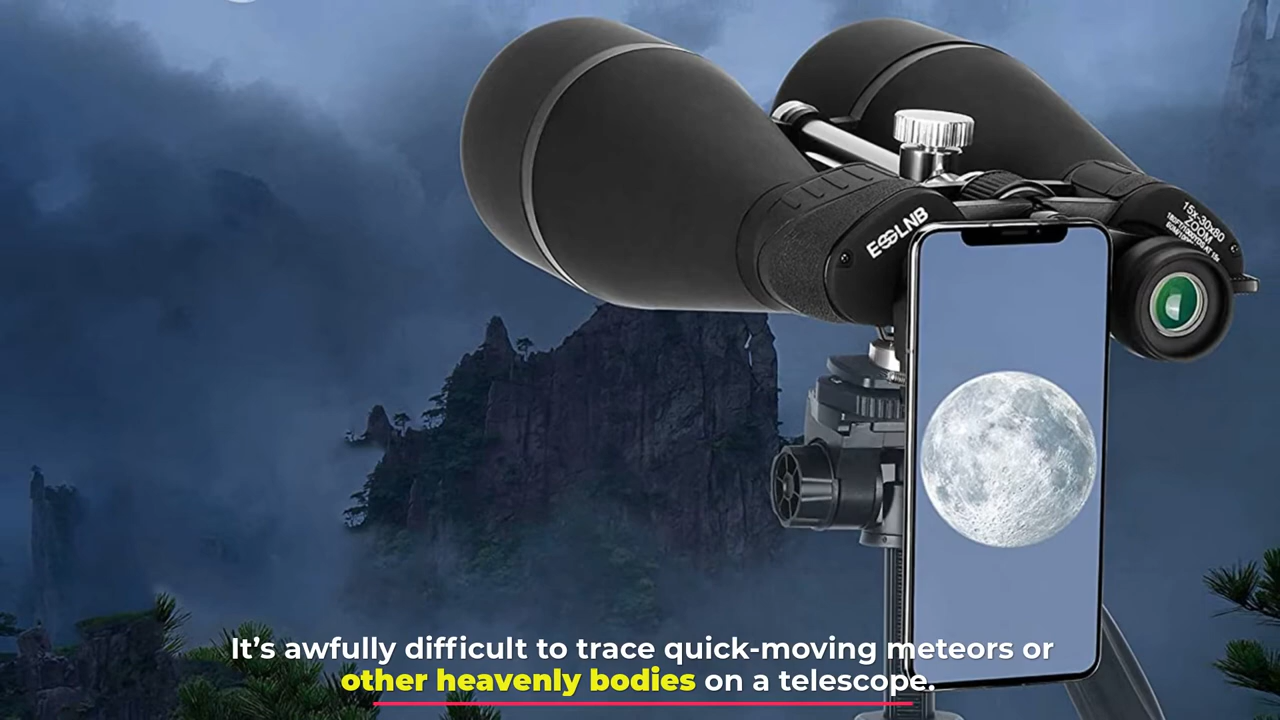 ESSLNB
15x-30x80
ZOOM
It’s awfully difficult to trace quick-moving meteors or
other heavenly bodies on a telescope.